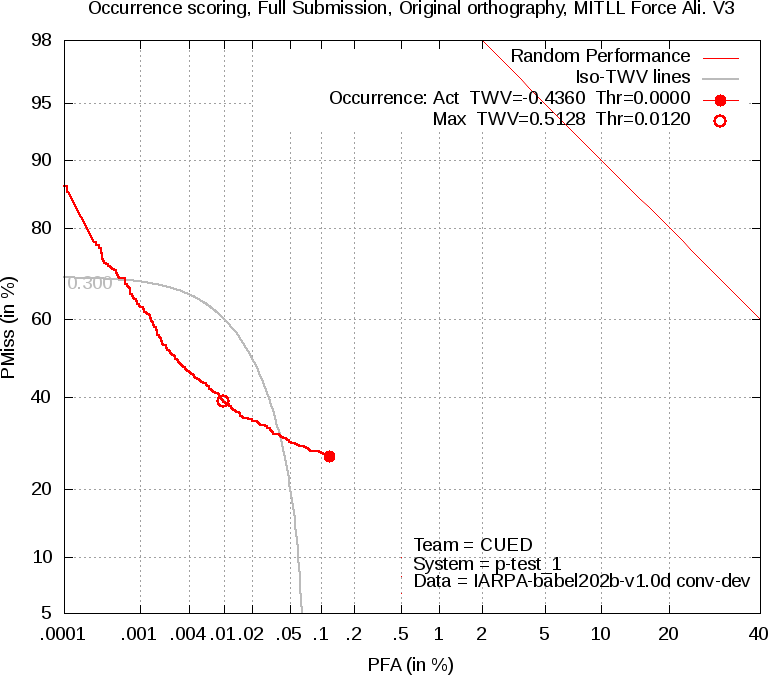 Occurrence scoring, Full Submission, Original orthography, MITLL Force Ali. V3
Random Performance
Iso-TWV lines
Occurrence: Act TWV=-0.4360 Thr=0.0000
Max TWV=0.5128 Thr=0.0120
98
95
90
80
60
40
20
10
5
PMiss (in %)
0.300
Team = CUED
System = p-test_1
Data = IARPA-babel202b-v1.0d conv-dev
.0001 .001 .004 .01 .02 .05 .1 .2 .5 1 2 5 10 20 40
PFA (in %)